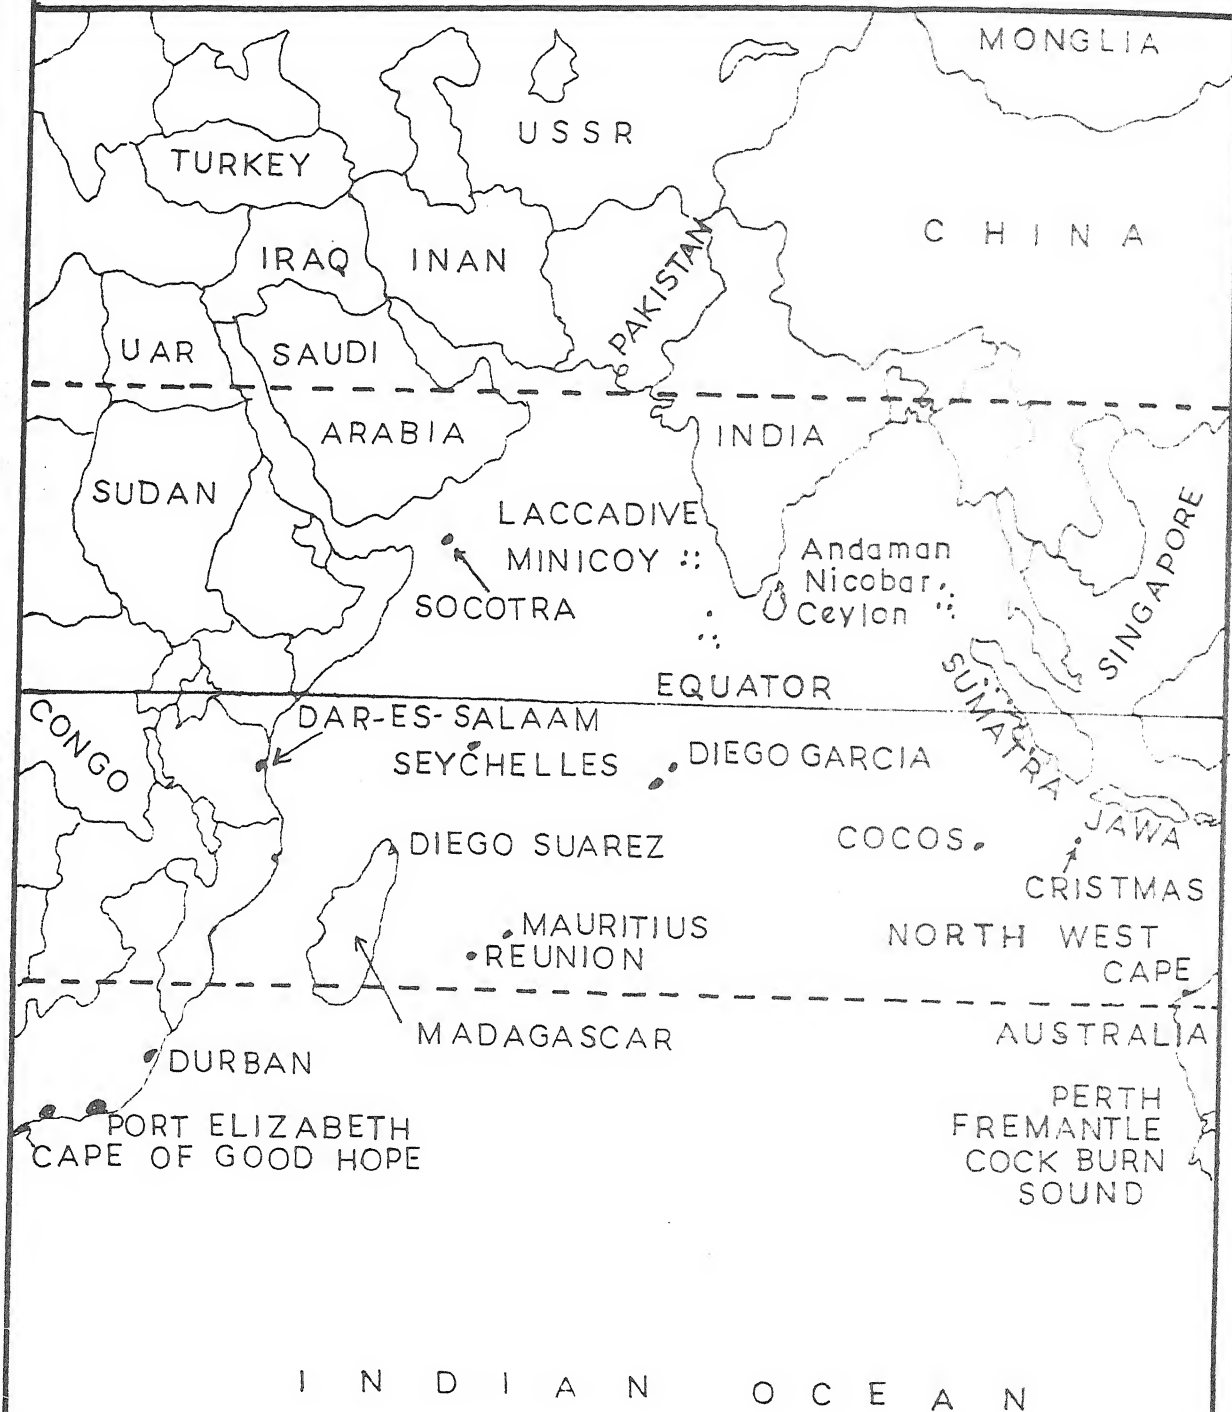 MONGLIA
USSR
TURKEY
CHINA
IRAQ
INAN
PAKISTAN
UAR
SAUDI
ARABIA
INDIA
SUDAN
LACCADIVE
MINICOY
SOCOTRA
Andaman
Nicobar
Ceylon
SINGAPORE
EQUATOR
SUMATRA
CONGO
DAR-ES-SALAAM
SEYCHELLES
DIEGO GARCIA
DIEGO SUAREZ
COCOS
JAWA
CRISTMAS
MAURITIUS
REUNION
NORTH WEST
CAPE
MADAGASCAR
AUSTRALIA
DURBAN
PORT ELIZABETH
CAPE OF GOOD HOPE
PERTH
FREMANTLE
COCK BURN
SOUND
INDIAN OCEAN